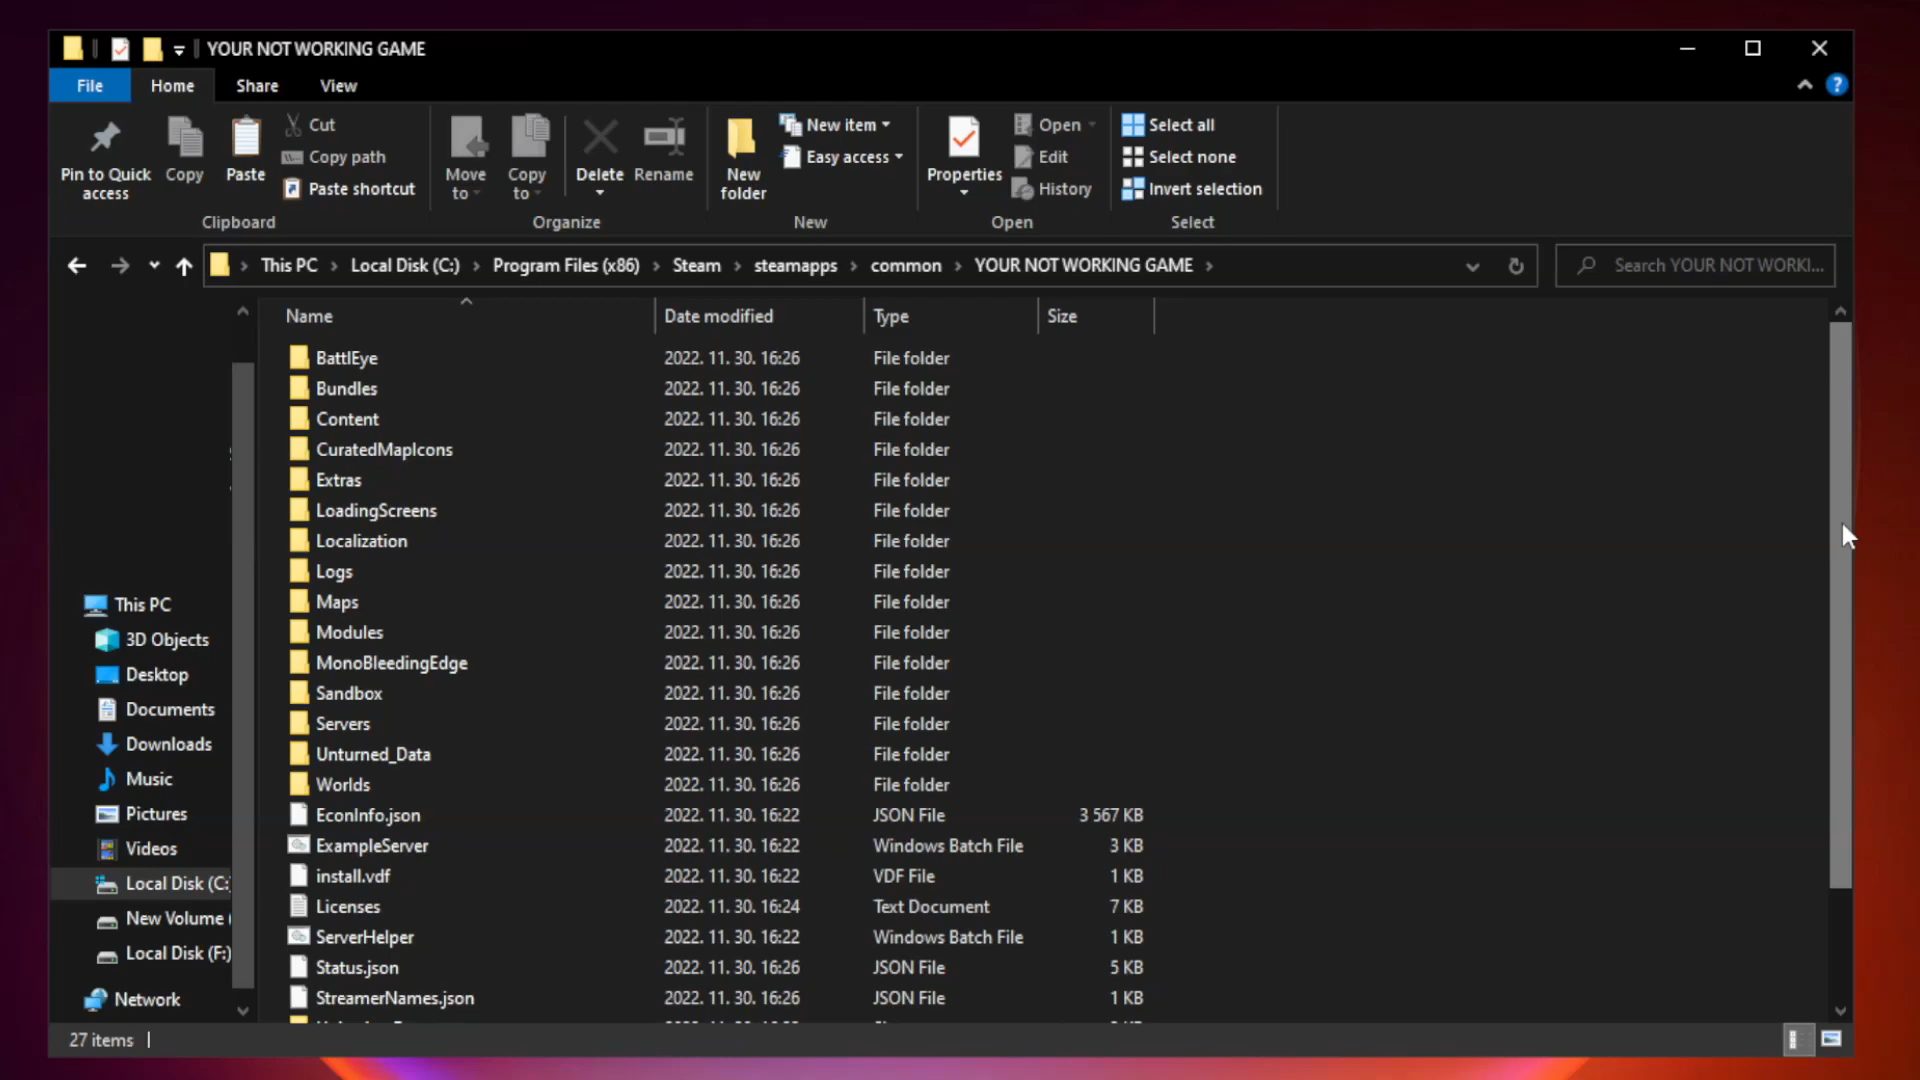 YOUR NOT WORKING GAME
File Home Share View
Pin to Quick access
Copy
Paste
Cut
Copy path
Paste shortcut
Clipboard
Move to
Copy to
Delete
Rename
Organize
New folder
New item
Easy access
New
Properties
Open
Edit
History
Open
Select all
Select none
Invert selection
Select
This PC > Local Disk (C:) > Program Files (x86) > Steam > steamapps > common > YOUR NOT WORKING GAME >
Search YOUR NOT WORKI...
This PC
3D Objects
Desktop
Documents
Downloads
Music
Pictures
Videos
Local Disk (C:
New Volume (
Local Disk (F:)
Network
Name Date modified Type Size
BattlEye 2022. 11. 30. 16:26 File folder
Bundles 2022. 11. 30. 16:26 File folder
Content 2022. 11. 30. 16:26 File folder
CuratedMapIcons 2022. 11. 30. 16:26 File folder
Extras 2022. 11. 30. 16:26 File folder
LoadingScreens 2022. 11. 30. 16:26 File folder
Localization 2022. 11. 30. 16:26 File folder
Logs 2022. 11. 30. 16:26 File folder
Maps 2022. 11. 30. 16:26 File folder
Modules 2022. 11. 30. 16:26 File folder
MonoBleedingEdge 2022. 11. 30. 16:26 File folder
Sandbox 2022. 11. 30. 16:26 File folder
Servers 2022. 11. 30. 16:26 File folder
Unturned_Data 2022. 11. 30. 16:26 File folder
Worlds 2022. 11. 30. 16:26 File folder
EconInfo.json 2022. 11. 30. 16:22 JSON File 3 567 KB
ExampleServer 2022. 11. 30. 16:22 Windows Batch File 3 KB
install.vdf 2022. 11. 30. 16:22 VDF File 1 KB
Licenses 2022. 11. 30. 16:24 Text Document 7 KB
ServerHelper 2022. 11. 30. 16:22 Windows Batch File 1 KB
Status.json 2022. 11. 30. 16:26 JSON File 5 KB
StreamerNames.json 2022. 11. 30. 16:26 JSON File 1 KB
27 items